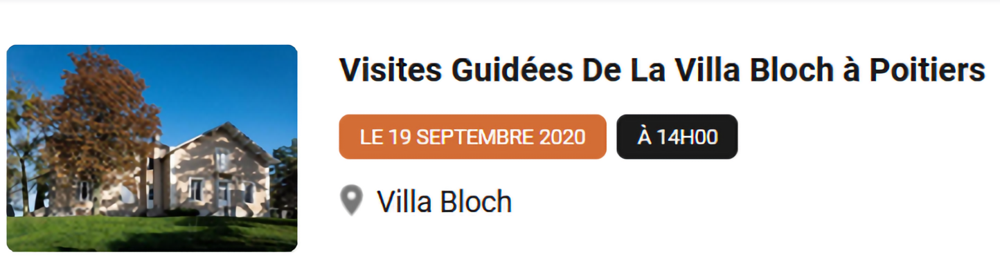 Visites Guidées De La Villa Bloch à Poitiers
LE 19 SEPTEMBRE 2020 À 14H00
Villa Bloch